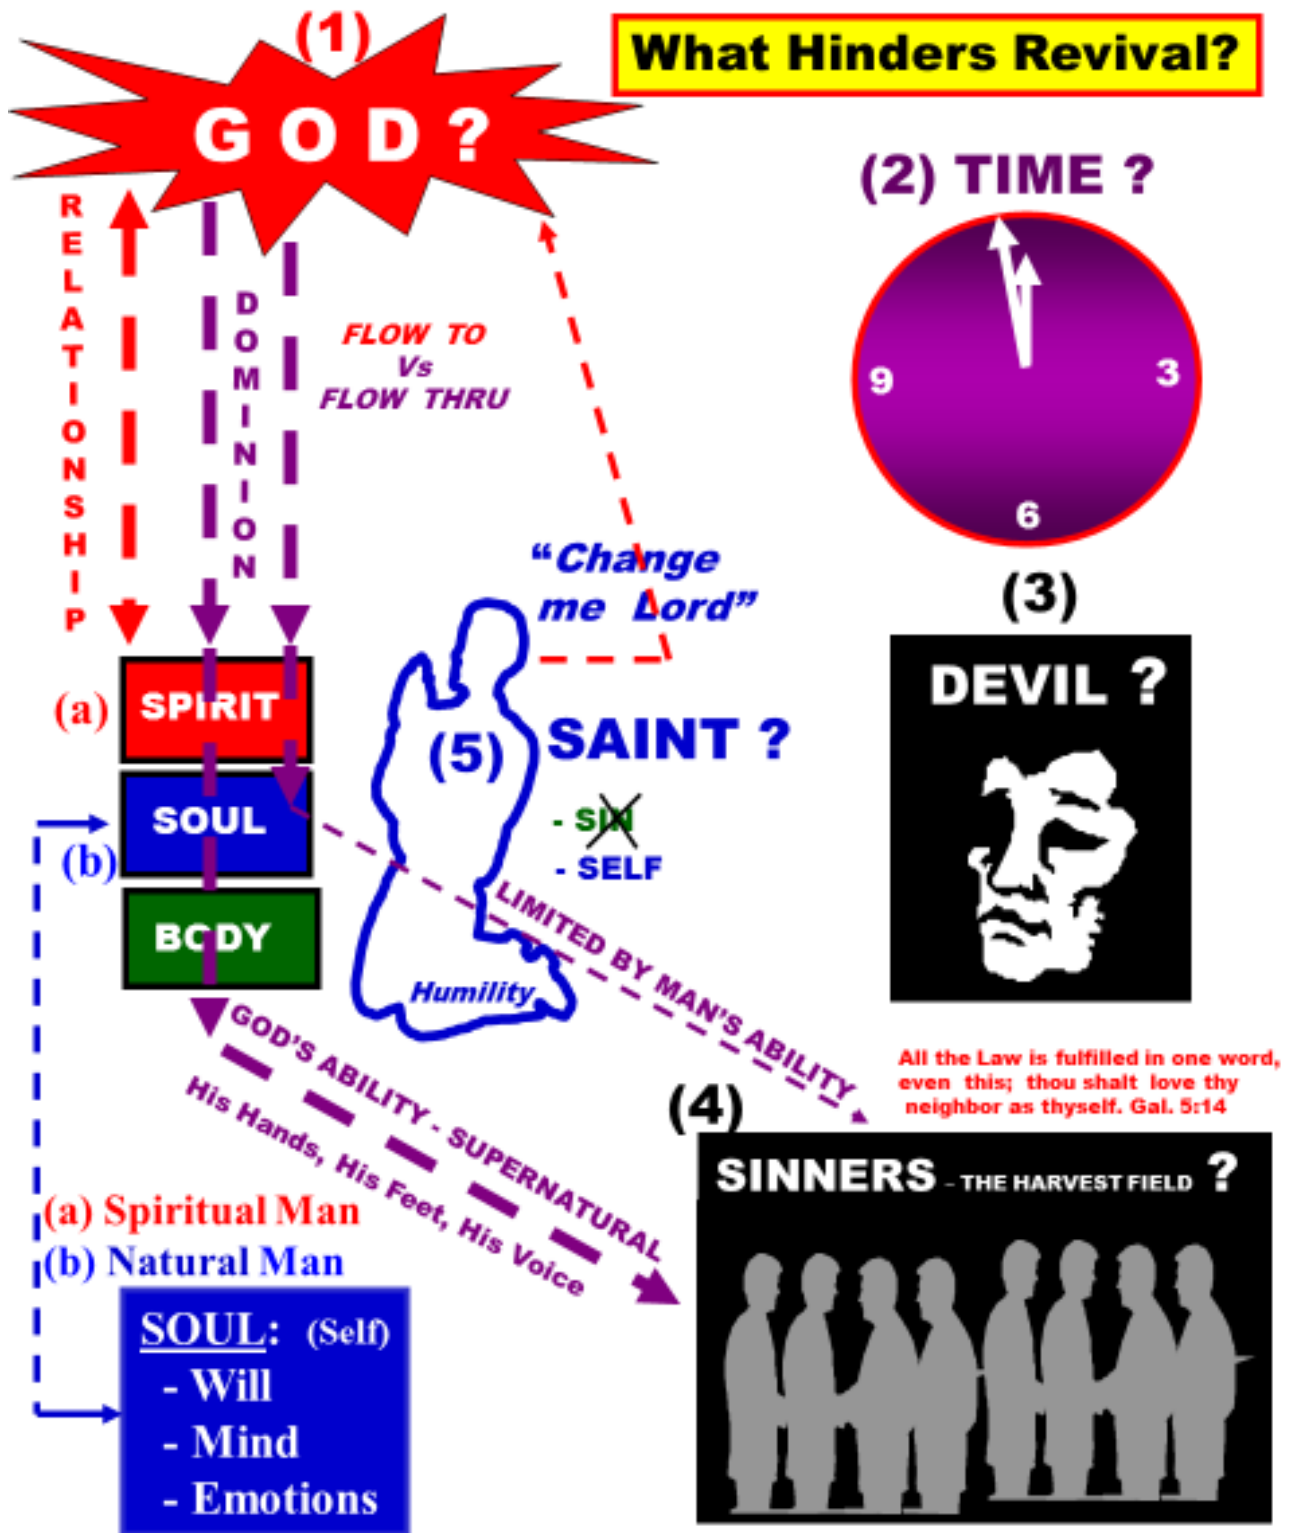 (1)
What Hinders Revival?
G O D ?
(2) TIME ?
RELATIONSHIP
DOMINION
FLOW TO
Vs
FLOW THRU
9
3
6
"Change
me Lord"
(3)
DEVIL ?
(a)
SPIRIT
(5)
SAINT ?
SOUL
(b)
- SIN
- SELF
BODY
Humility
LIMITED BY MAN'S ABILITY
GOD'S ABILITY - SUPERNATURAL
His Hands, His Feet, His Voice
All the Law is fulfilled in one word,
even this; thou shalt love thy
neighbor as thyself. Gal. 5:14
(4)
SINNERS - THE HARVEST FIELD ?
(a) Spiritual Man
(b) Natural Man
SOUL: (Self)
- Will
- Mind
- Emotions